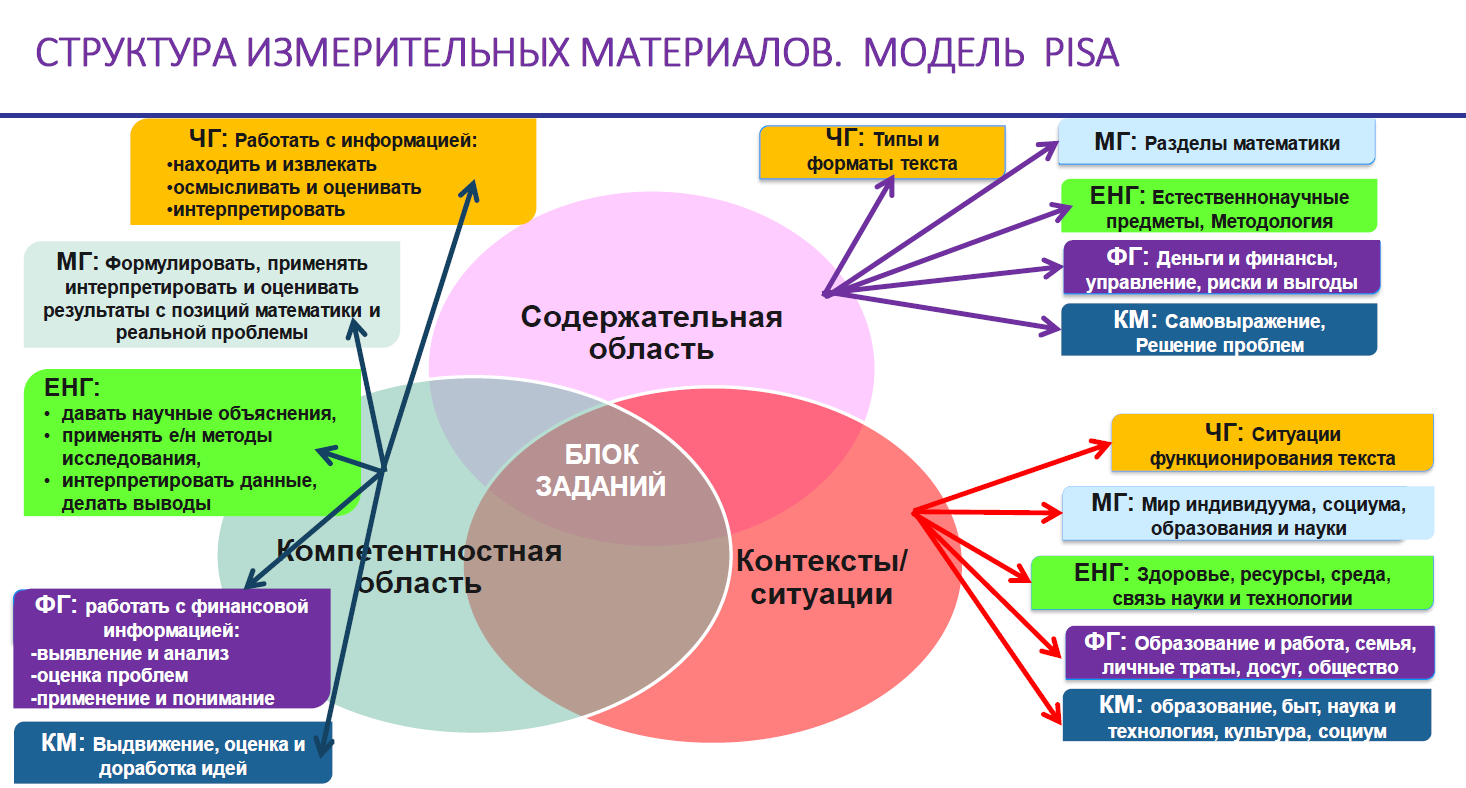 СТРУКТУРА ИЗМЕРИТЕЛЬНЫХ МАТЕРИАЛОВ. МОДЕЛЬ PISA
ЧГ: Работать с информацией:
•находить и извлекать
•осмысливать и оценивать
•интерпретировать
МГ: Формулировать, применять
интерпретировать и оценивать
результаты с позиций математики и
реальной проблемы
ЕНГ:
• давать научные объяснения,
• применять е/н методы
исследования,
• интерпретировать данные,
делать выводы
ФГ: работать с финансовой
информацией:
-выявление и анализ
-оценка проблем
-применение и понимание
КМ: Выдвижение, оценка и
доработка идей
Содержательная
область
БЛОК
ЗАДАНИЙ
Компетентностная
область
Контексты/
ситуации
ЧГ: Типы и
форматы текста
МГ: Разделы математики
ЕНГ: Естественнонаучные
предметы, Методология
ФГ: Деньги и финансы,
управление, риски и выгоды
КМ: Самовыражение,
Решение проблем
ЧГ: Ситуации
функционирования текста
МГ: Мир индивидуума, социума,
образования и науки
ЕНГ: Здоровье, ресурсы, среда,
связь науки и технологии
ФГ: Образование и работа, семья,
личные траты, досуг, общество
КМ: образование, быт, наука и
технология, культура, социум